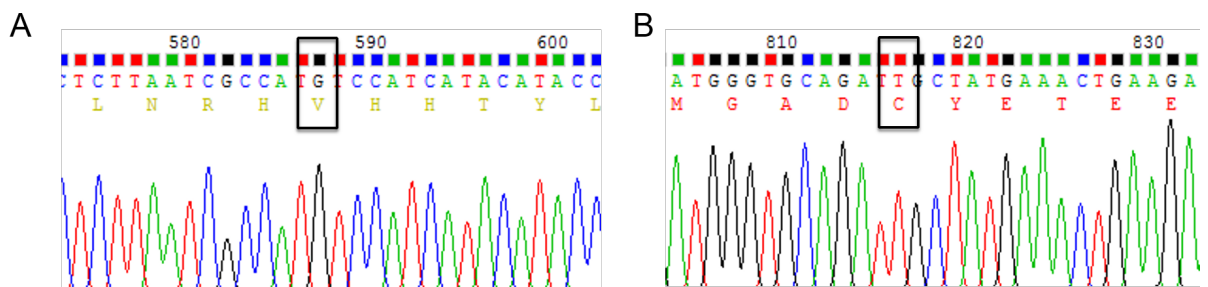 A
580 590 600
CTCTTAATCGCCATGTCCATCATACATACC
L N R H V H H T Y L
B
810 820 830
ATGGGTGCAGATTGCTATGAAACTGAAGA
M G A D C Y E T E E